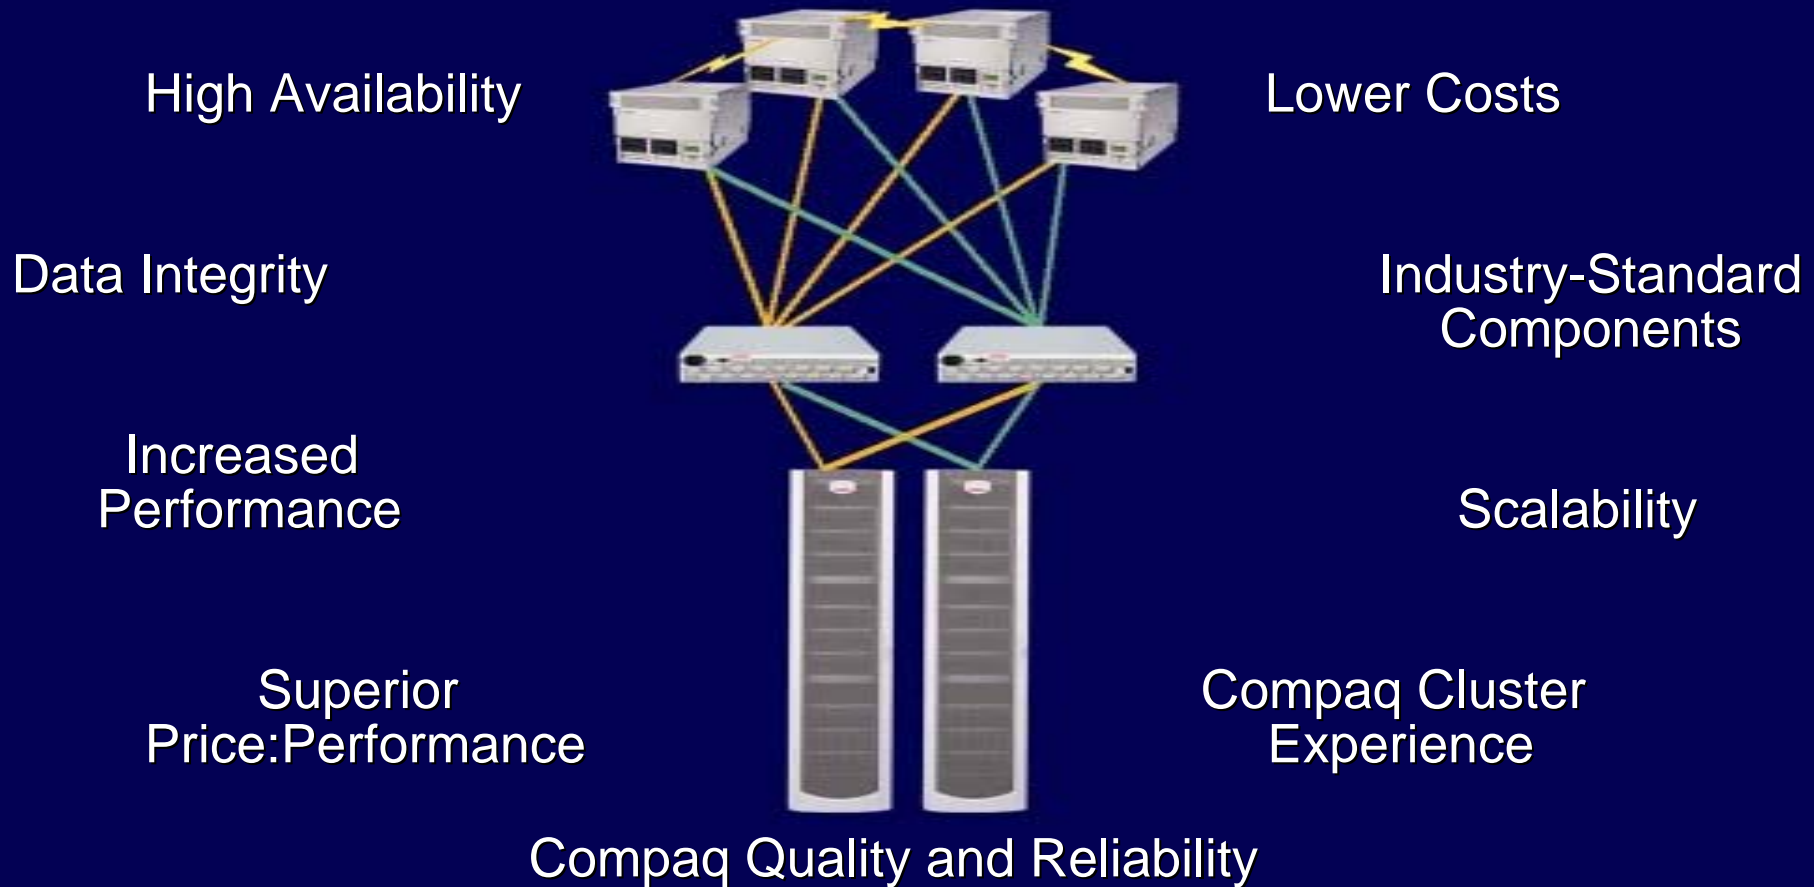 High Availability
Lower Costs
Data Integrity
Industry-Standard
Components
Increased
Performance
Scalability
Superior
Price:Performance
Compaq Cluster
Experience
Compaq Quality and Reliability